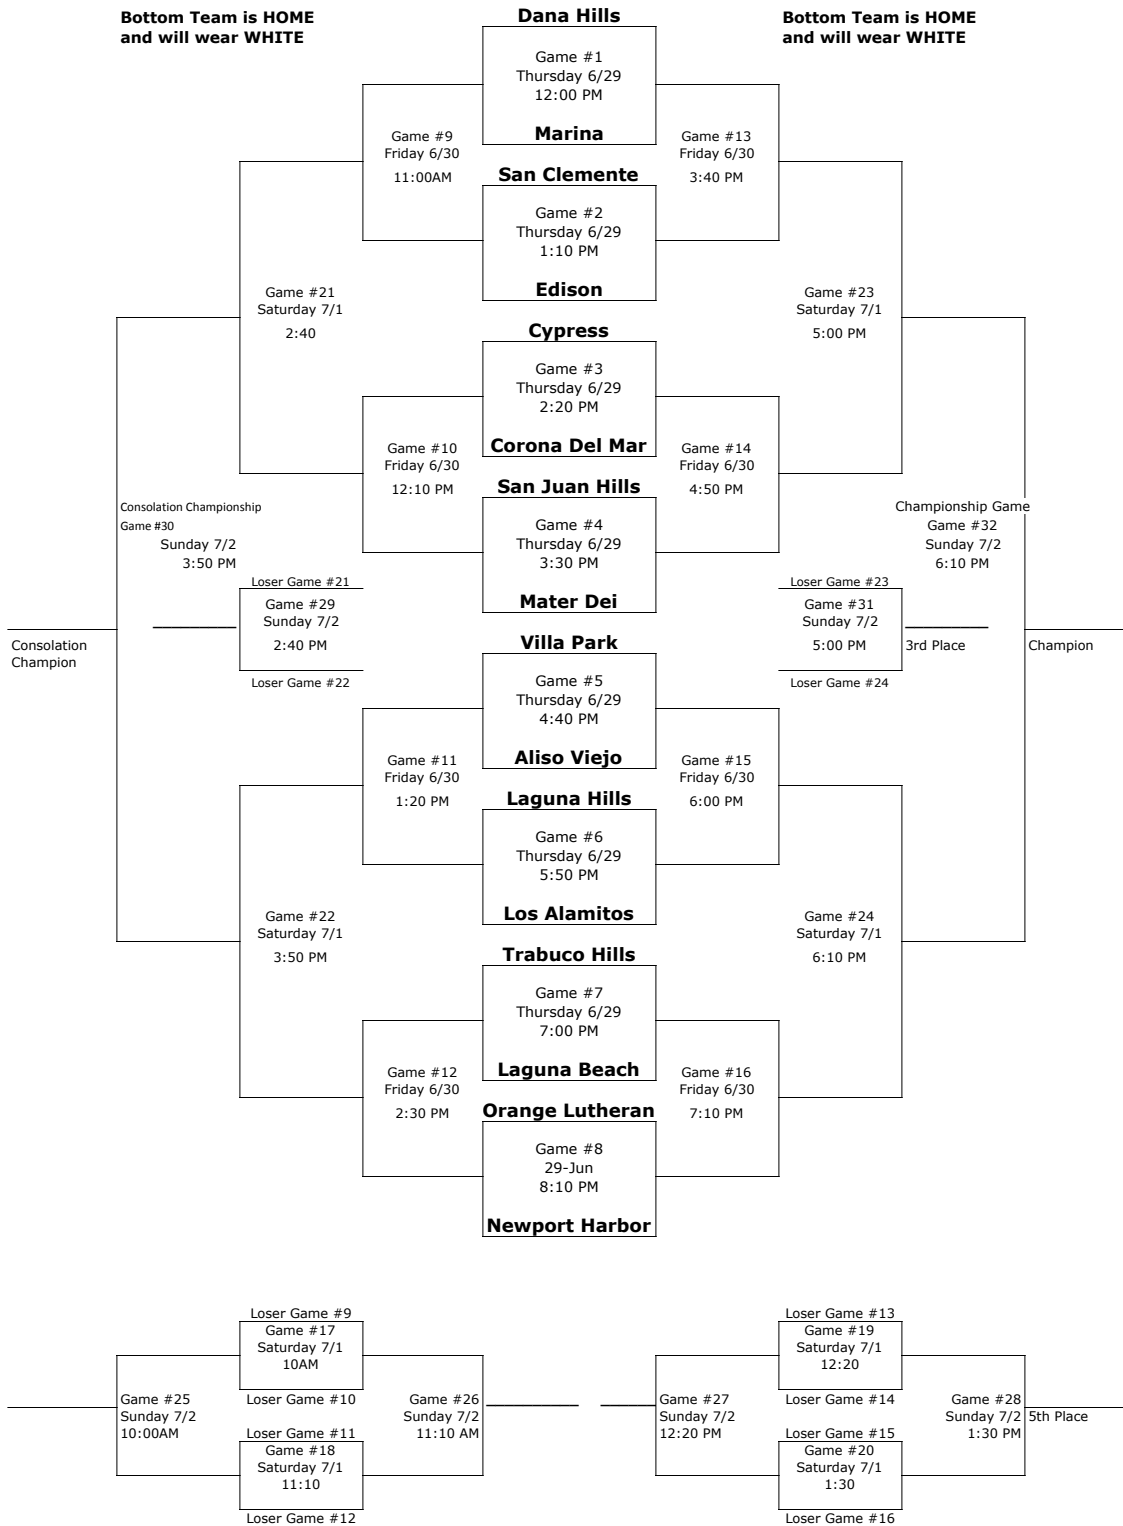 Bottom Team is HOME
and will wear WHITE
Dana Hills
Bottom Team is HOME
and will wear WHITE
Game #1
Thursday 6/29
12:00 PM
Marina
Game #9
Friday 6/30
11:00AM
Game #13
Friday 6/30
3:40 PM
San Clemente
Game #2
Thursday 6/29
1:10 PM
Edison
Game #21
Saturday 7/1
2:40
Game #23
Saturday 7/1
5:00 PM
Cypress
Game #3
Thursday 6/29
2:20 PM
Corona Del Mar
Game #10
Friday 6/30
12:10 PM
Game #14
Friday 6/30
4:50 PM
San Juan Hills
Game #4
Thursday 6/29
3:30 PM
Mater Dei
Consolation Championship
Game #30
Sunday 7/2
3:50 PM
Championship Game
Game #32
Sunday 7/2
6:10 PM
Loser Game #21
Game #29
Sunday 7/2
2:40 PM
Loser Game #22
Loser Game #23
Game #31
Sunday 7/2
5:00 PM
Loser Game #24
Consolation
Champion
3rd Place
Champion
Villa Park
Game #5
Thursday 6/29
4:40 PM
Aliso Viejo
Game #11
Friday 6/30
1:20 PM
Game #15
Friday 6/30
6:00 PM
Laguna Hills
Game #6
Thursday 6/29
5:50 PM
Los Alamitos
Game #22
Saturday 7/1
3:50 PM
Game #24
Saturday 7/1
6:10 PM
Trabuco Hills
Game #7
Thursday 6/29
7:00 PM
Laguna Beach
Game #12
Friday 6/30
2:30 PM
Game #16
Friday 6/30
7:10 PM
Orange Lutheran
Game #8
29-Jun
8:10 PM
Newport Harbor
Loser Game #9
Game #17
Saturday 7/1
10AM
Loser Game #10
Game #25
Sunday 7/2
10:00AM
Game #26
Sunday 7/2
11:10 AM
Loser Game #11
Game #18
Saturday 7/1
11:10
Loser Game #12
Loser Game #13
Game #19
Saturday 7/1
12:20
Loser Game #14
Game #27
Sunday 7/2
12:20 PM
Game #28
Sunday 7/2
1:30 PM
5th Place
Loser Game #15
Game #20
Saturday 7/1
1:30
Loser Game #16